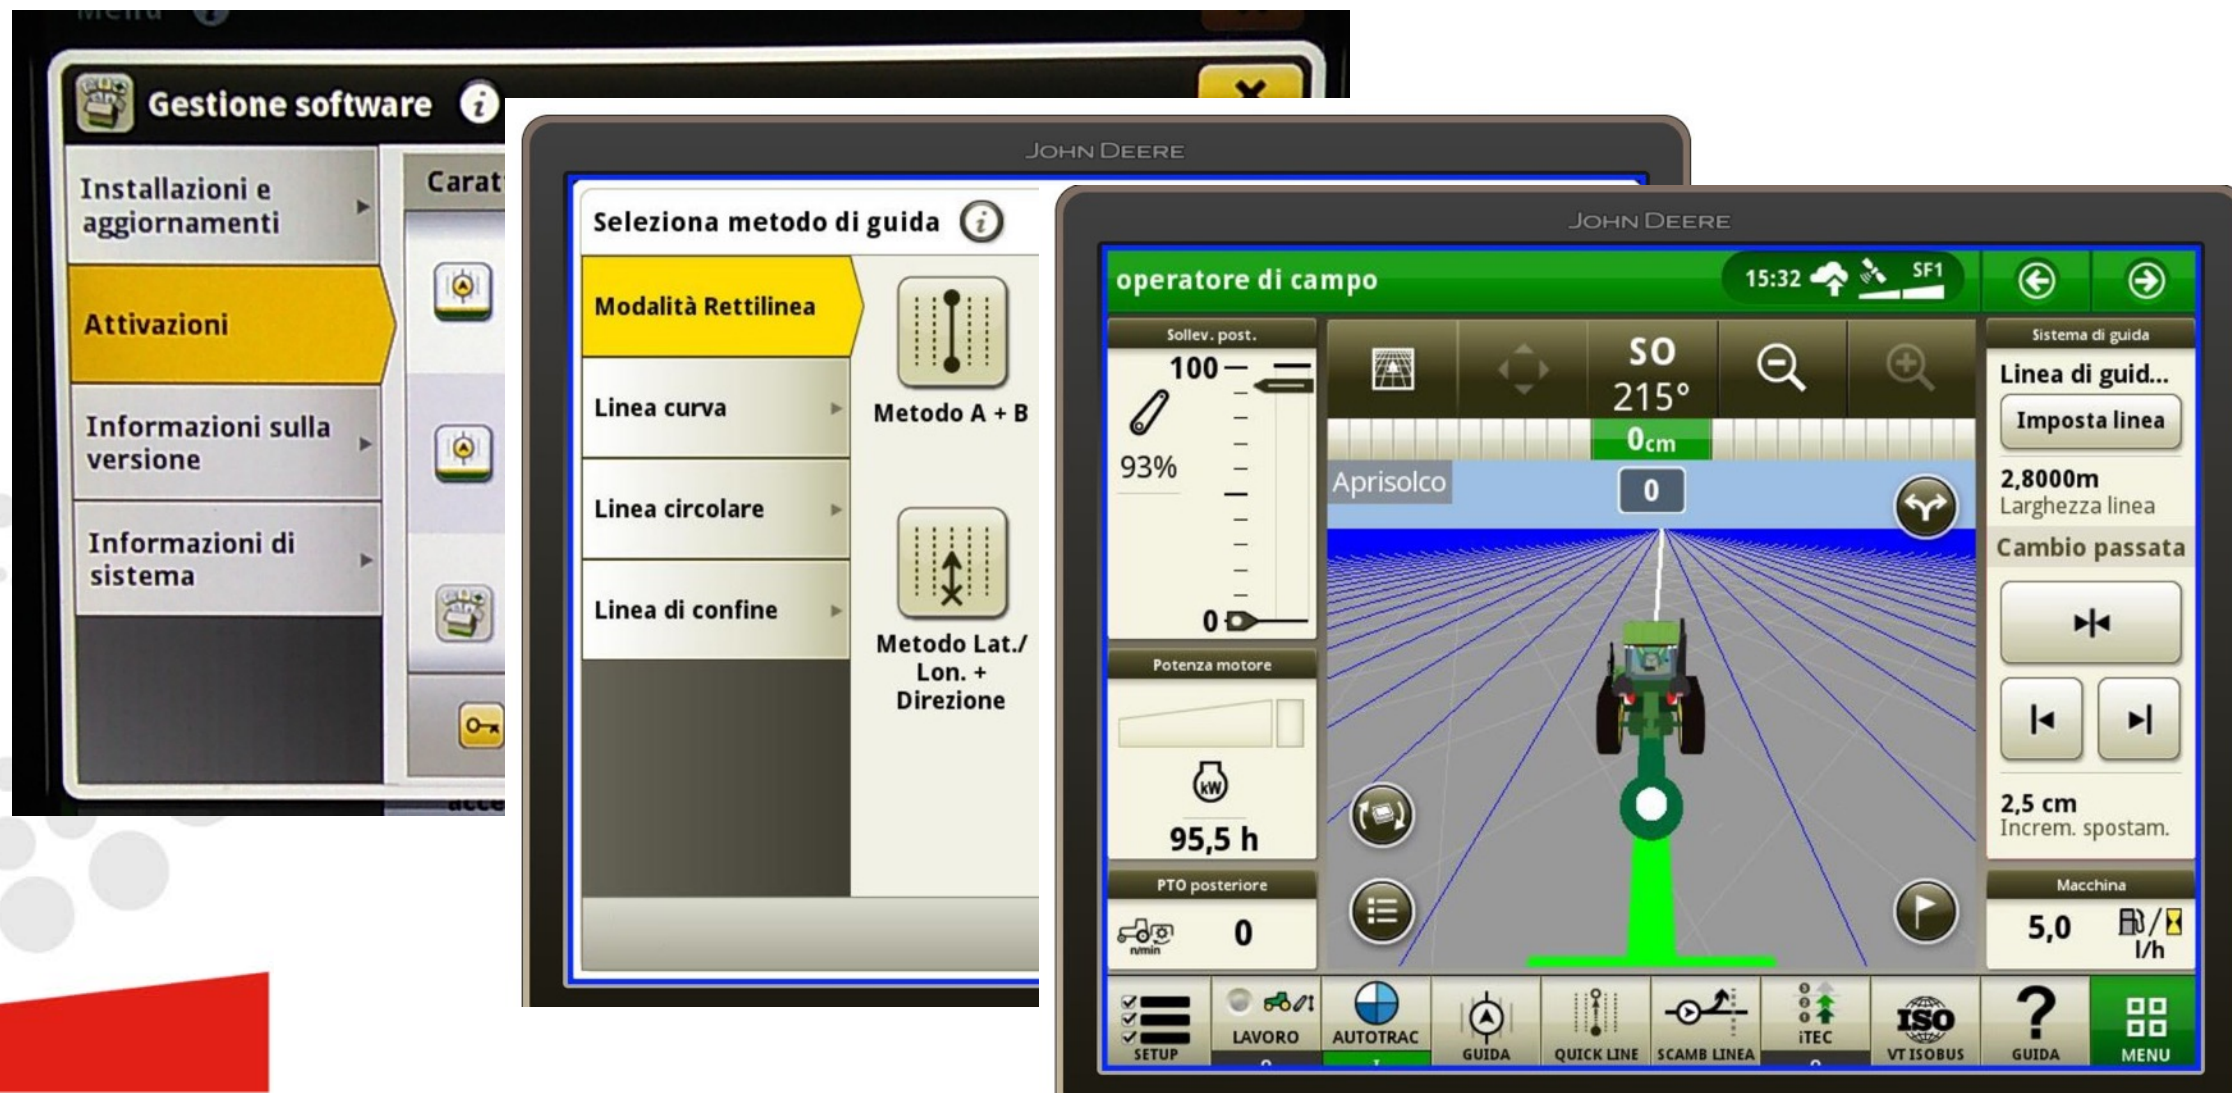 Menu
Gestione software
Installazioni e
aggiornamenti
Attivazioni
Informazioni sulla
versione
Informazioni di
sistema
JOHN DEERE
Seleziona metodo di guida
Modalità Rettilinea
Linea curva
Linea circolare
Linea di confine
Metodo A + B
Metodo Lat./
Lon. +
Direzione
JOHN DEERE
operatore di campo
15:32
SF1
Sollev. post.
100
93%
0
Potenza motore
kW
95,5 h
PTO posteriore
n/min
0
SO
215°
0cm
Aprisolco
0
Sistema di guida
Linea di guid...
Imposta linea
2,8000m
Larghezza linea
Cambio passata
2,5 cm
Increm. spostam.
Macchina
5,0
l/h
SETUP
LAVORO
AUTOTRAC
GUIDA
QUICK LINE
SCAMB LINEA
iTEC
ISO
VT ISOBUS
?
GUIDA
MENU